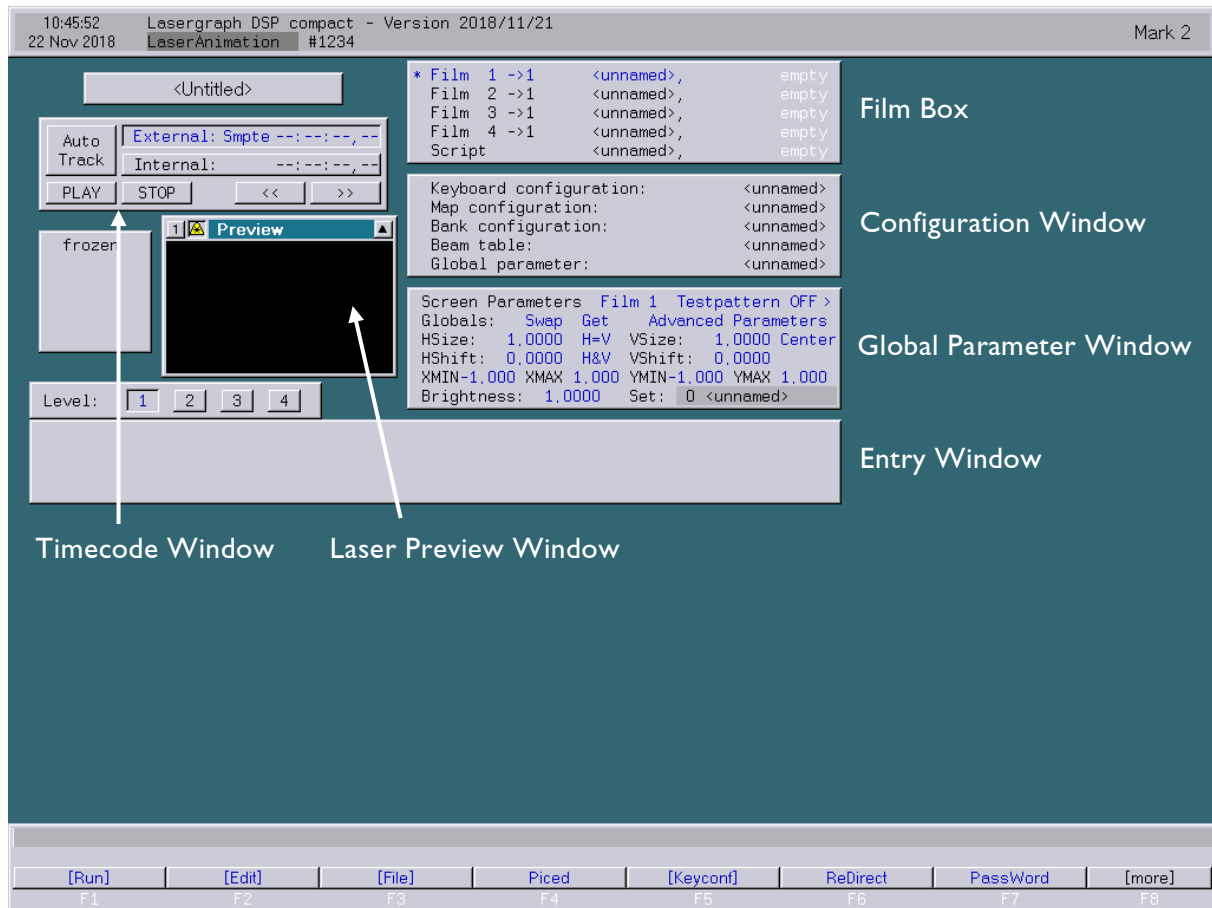 10:45:52 Lasergraph DSP compact - Version 2018/11/21
22 Nov 2018 LaserAnimation #1234
Mark 2
<Untitled>
Auto Track
External: Smpte --:--:--,--
Internal: --:--:--,--
PLAY STOP << >>
frozen
1 Preview
Level: 1 2 3 4
* Film 1 ->1 <unnamed>, empty
Film 2 ->1 <unnamed>, empty
Film 3 ->1 <unnamed>, empty
Film 4 ->1 <unnamed>, empty
Script <unnamed>, empty
Film Box
Keyboard configuration: <unnamed>
Map configuration: <unnamed>
Bank configuration: <unnamed>
Beam table: <unnamed>
Global parameter: <unnamed>
Configuration Window
Screen Parameters Film 1 Testpattern OFF >
Globals: Swap Get Advanced Parameters
HSize: 1,0000 H=V VSize: 1,0000 Center
HShift: 0,0000 H&V VShift: 0,0000
XMIN-1,000 XMAX 1,000 YMIN-1,000 YMAX 1,000
Brightness: 1,0000 Set: 0 <unnamed>
Global Parameter Window
Entry Window
Timecode Window
Laser Preview Window
[Run] [Edit] [File] Piced [Keyconf] ReDirect PassWord [more]
F1 F2 F3 F4 F5 F6 F7 F8